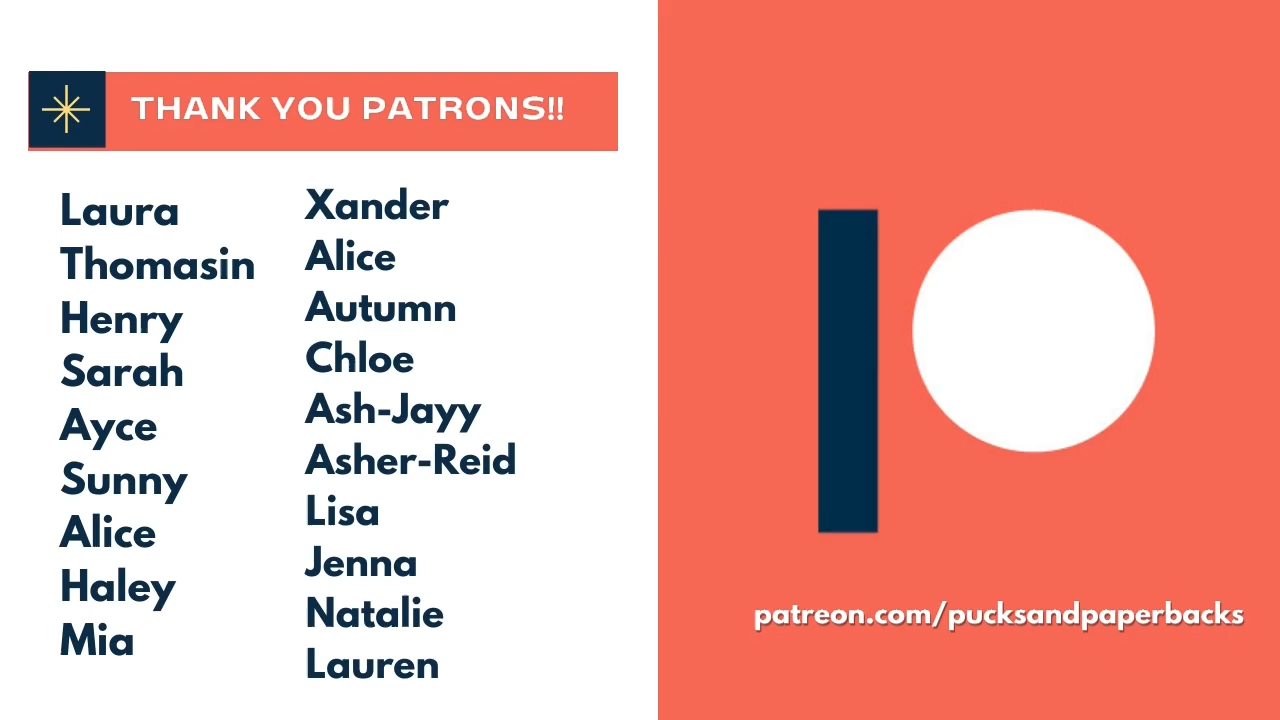 THANK YOU PATRONS!!
Laura
Thomasin
Henry
Sarah
Ayce
Sunny
Alice
Haley
Mia
Xander
Alice
Autumn
Chloe
Ash-Jayy
Asher-Reid
Lisa
Jenna
Natalie
Lauren
patreon.com/pucksandpaperbacks